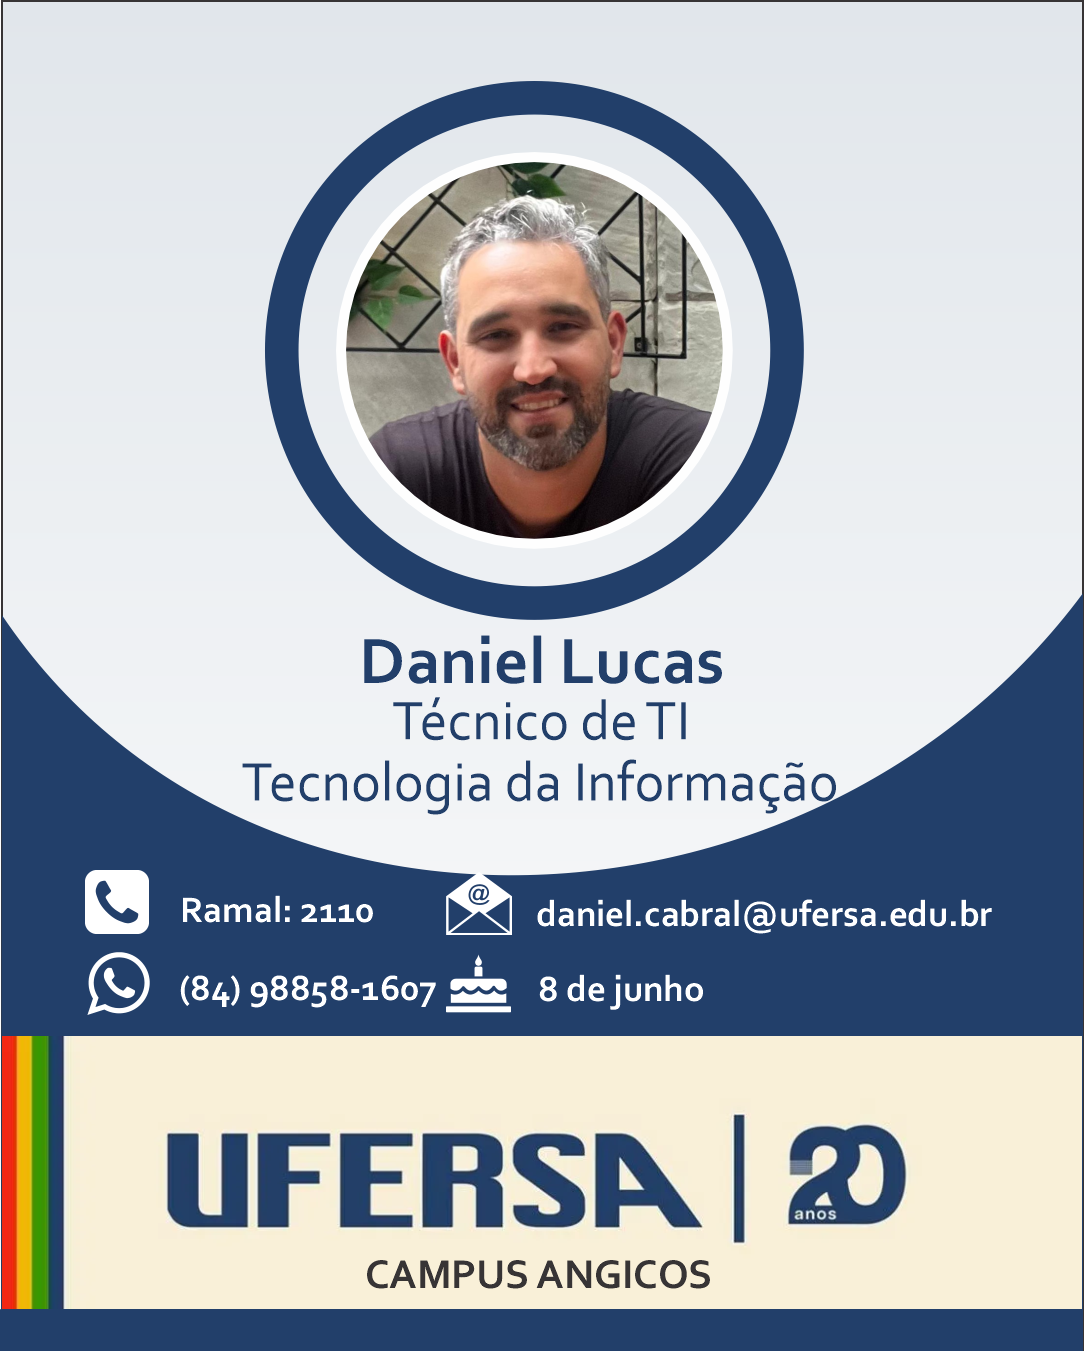 Daniel Lucas
Técnico de TI
Tecnologia da Informação
Ramal: 2110
@
daniel.cabral@ufersa.edu.br
(84) 98858-1607
8 de junho
UFERSA
20
anos
CAMPUS ANGICOS